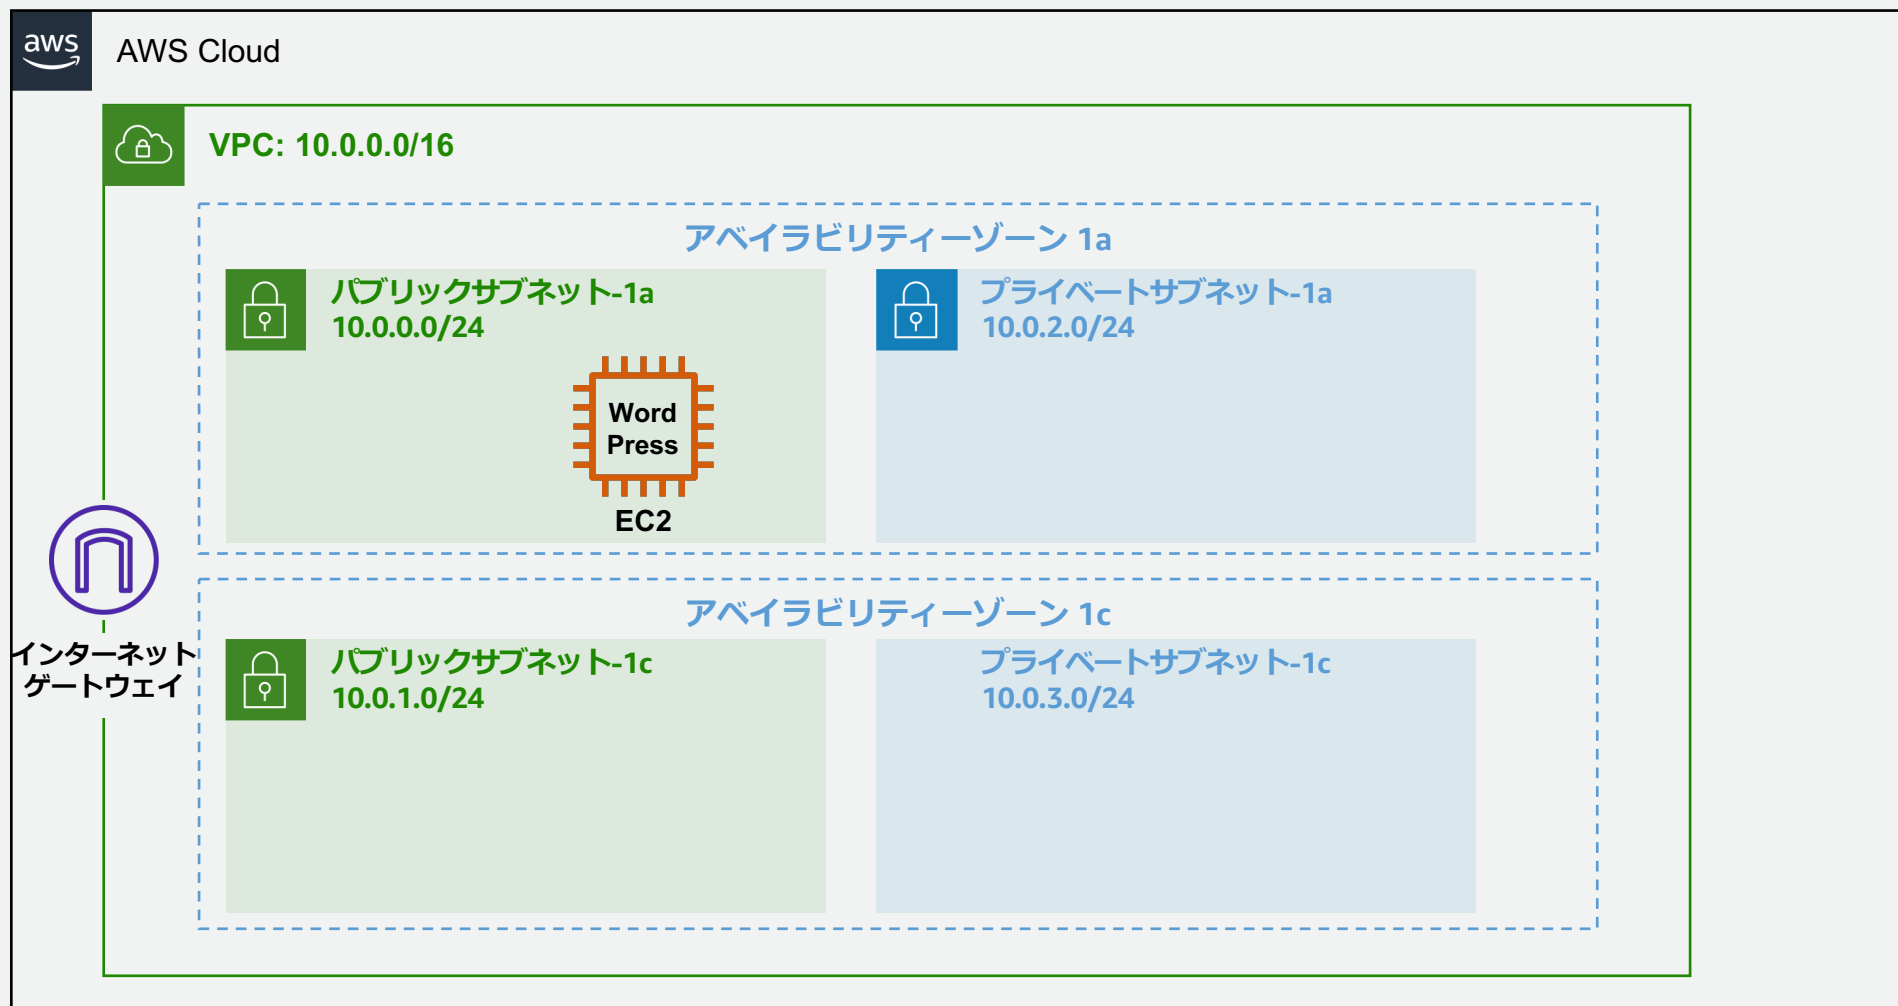 aws
AWS Cloud
VPC: 10.0.0.0/16
アベイラビリティーゾーン 1a
パブリックサブネット-1a
10.0.0.0/24
プライベートサブネット-1a
10.0.2.0/24
Word
Press
EC2
インターネット
ゲートウェイ
アベイラビリティーゾーン 1c
パブリックサブネット-1c
10.0.1.0/24
プライベートサブネット-1c
10.0.3.0/24